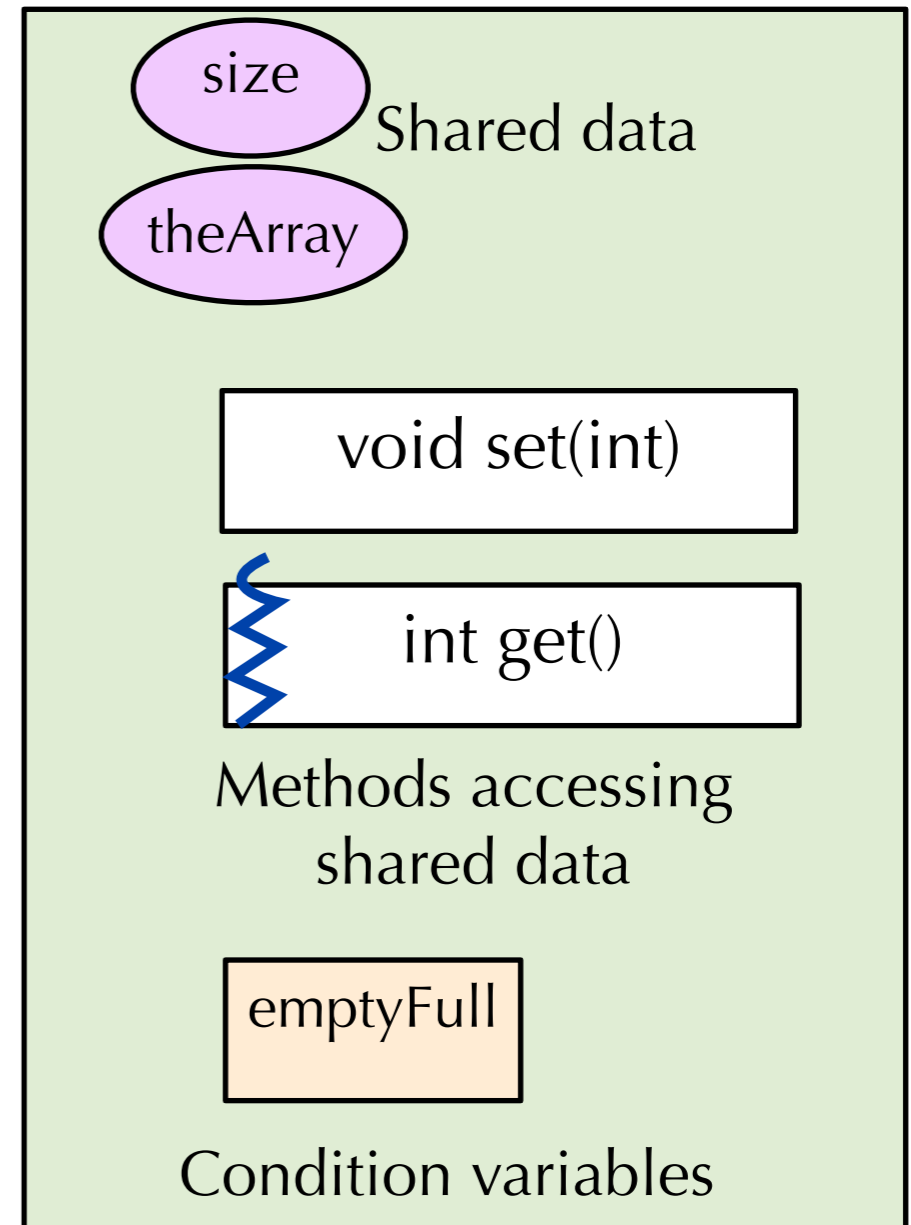 size
Shared data
theArray
void set(int)
int get()
Methods accessing
shared data
emptyFull
Condition variables